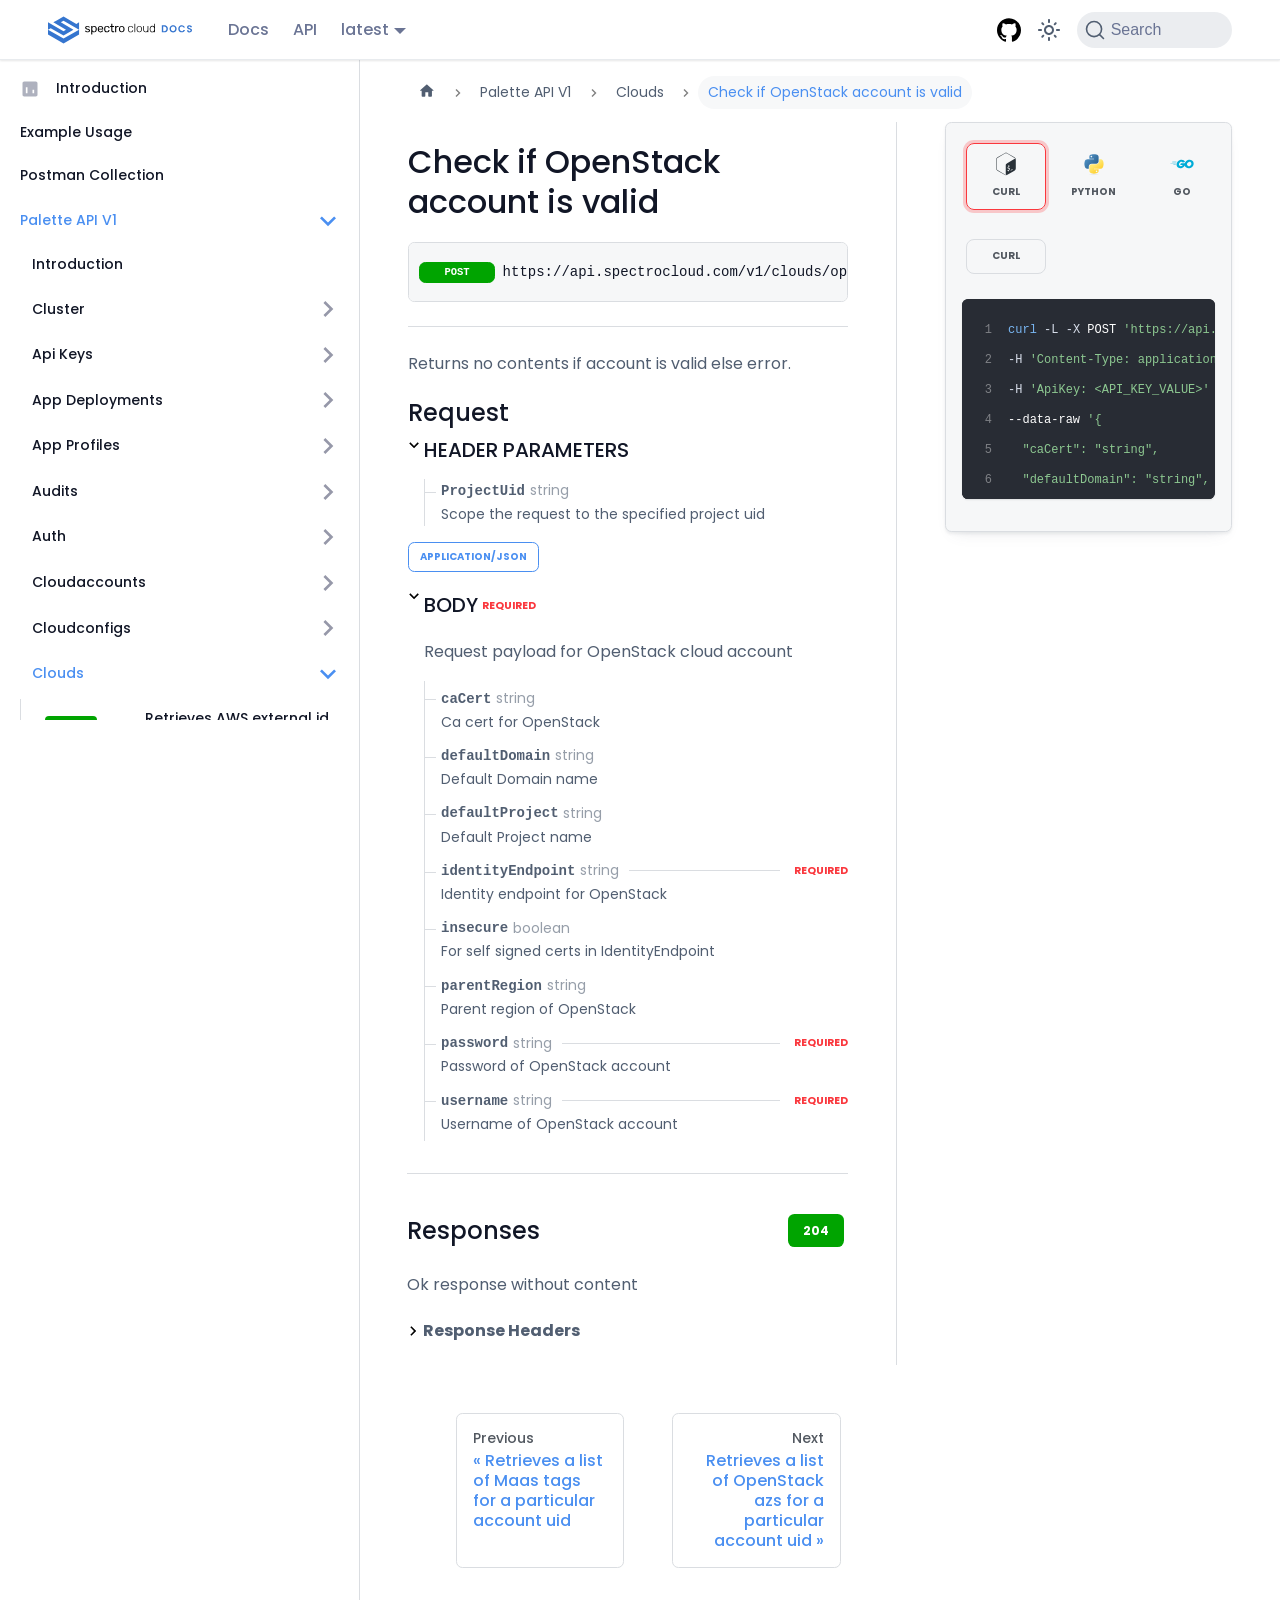 spectro cloud DOCS
Docs
API
latest
Search
Introduction
Example Usage
Postman Collection
Palette API V1
Introduction
Cluster
Api Keys
App Deployments
App Profiles
Audits
Auth
Cloudaccounts
Cloudconfigs
Clouds
Retrieves AWS external id
Palette API V1
Clouds
Check if OpenStack account is valid
Check if OpenStack
account is valid
POST https://api.spectrocloud.com/v1/clouds/op
Returns no contents if account is valid else error.
Request
HEADER PARAMETERS
ProjectUid string
Scope the request to the specified project uid
APPLICATION/JSON
BODY REQUIRED
Request payload for OpenStack cloud account
caCert string
Ca cert for OpenStack
defaultDomain string
Default Domain name
defaultProject string
Default Project name
identityEndpoint string REQUIRED
Identity endpoint for OpenStack
insecure boolean
For self signed certs in IdentityEndpoint
parentRegion string
Parent region of OpenStack
password string REQUIRED
Password of OpenStack account
username string REQUIRED
Username of OpenStack account
Responses
204
Ok response without content
Response Headers
Previous
« Retrieves a list
of Maas tags
for a particular
account uid
Next
Retrieves a list
of OpenStack
azs for a
particular
account uid »
CURL
PYTHON
GO
CURL
1 curl -L -X POST 'https://api.
2 -H 'Content-Type: application
3 -H 'ApiKey: <API_KEY_VALUE>'
4 --data-raw '{
5 "caCert": "string",
6 "defaultDomain": "string",